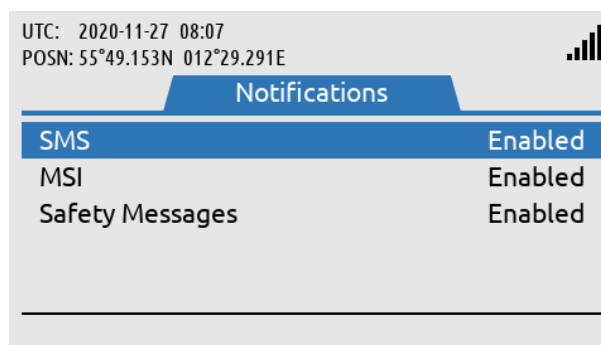 UTC: 2020-11-27 08:07
POSN: 55°49.153N 012°29.291E
Notifications
SMS Enabled
MSI Enabled
Safety Messages Enabled